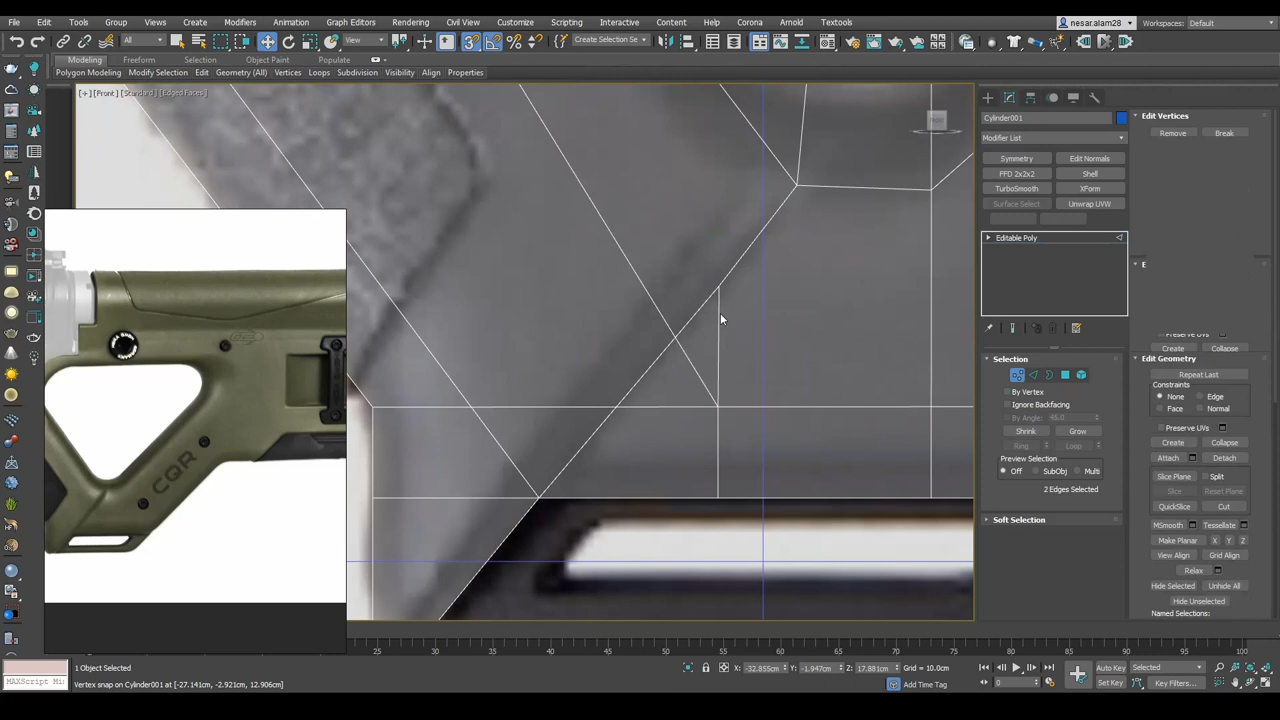 File Edit Tools Group Views Create Modifiers Animation Graph Editors Rendering Civil View Customize Scripting Interactive Content Help Corona Arnold Textools
nesar.alam28 Workspaces: Default
All View Create Selection Se
Modeling Freeform Selection Object Paint Populate
Polygon Modeling Modify Selection Edit Geometry (All) Vertices Loops Subdivision Visibility Align Properties
[+] [Front] [Standard] [Edged Faces]
Cylinder001
Modifier List
Symmetry Edit Normals
FFD 2x2x2 Shell
TurboSmooth XForm
Surface Select Unwrap UVW
Editable Poly
Selection
By Vertex
Ignore Backfacing
By Angle: 45.0
Shrink Grow
Ring Loop
Preview Selection
Off SubObj Multi
2 Edges Selected
Soft Selection
Edit Vertices
Remove Break
E
Preserve UVs
Create Collapse
Edit Geometry
Repeat Last
Constraints
None Edge
Face Normal
Preserve UVs
Create Collapse
Attach Detach
Slice Plane Split
Slice Reset Plane
QuickSlice Cut
MSmooth Tessellate
Make Planar X Y Z
View Align Grid Align
Relax
Hide Selected Unhide All
Hide Unselected
Named Selections:
CQR
25 30 35 40 45 50 55 60 65 70 75 80 85 90 95 100
1 Object Selected
X: -32.855cm Y: -1.947cm Z: 17.881cm Grid = 10.0cm
Auto Key Selected
MAXScript Mi
Vertex snap on Cylinder001 at [-27.141cm, -2.921cm, 12.906cm]
Add Time Tag
0
Set Key Key Filters...